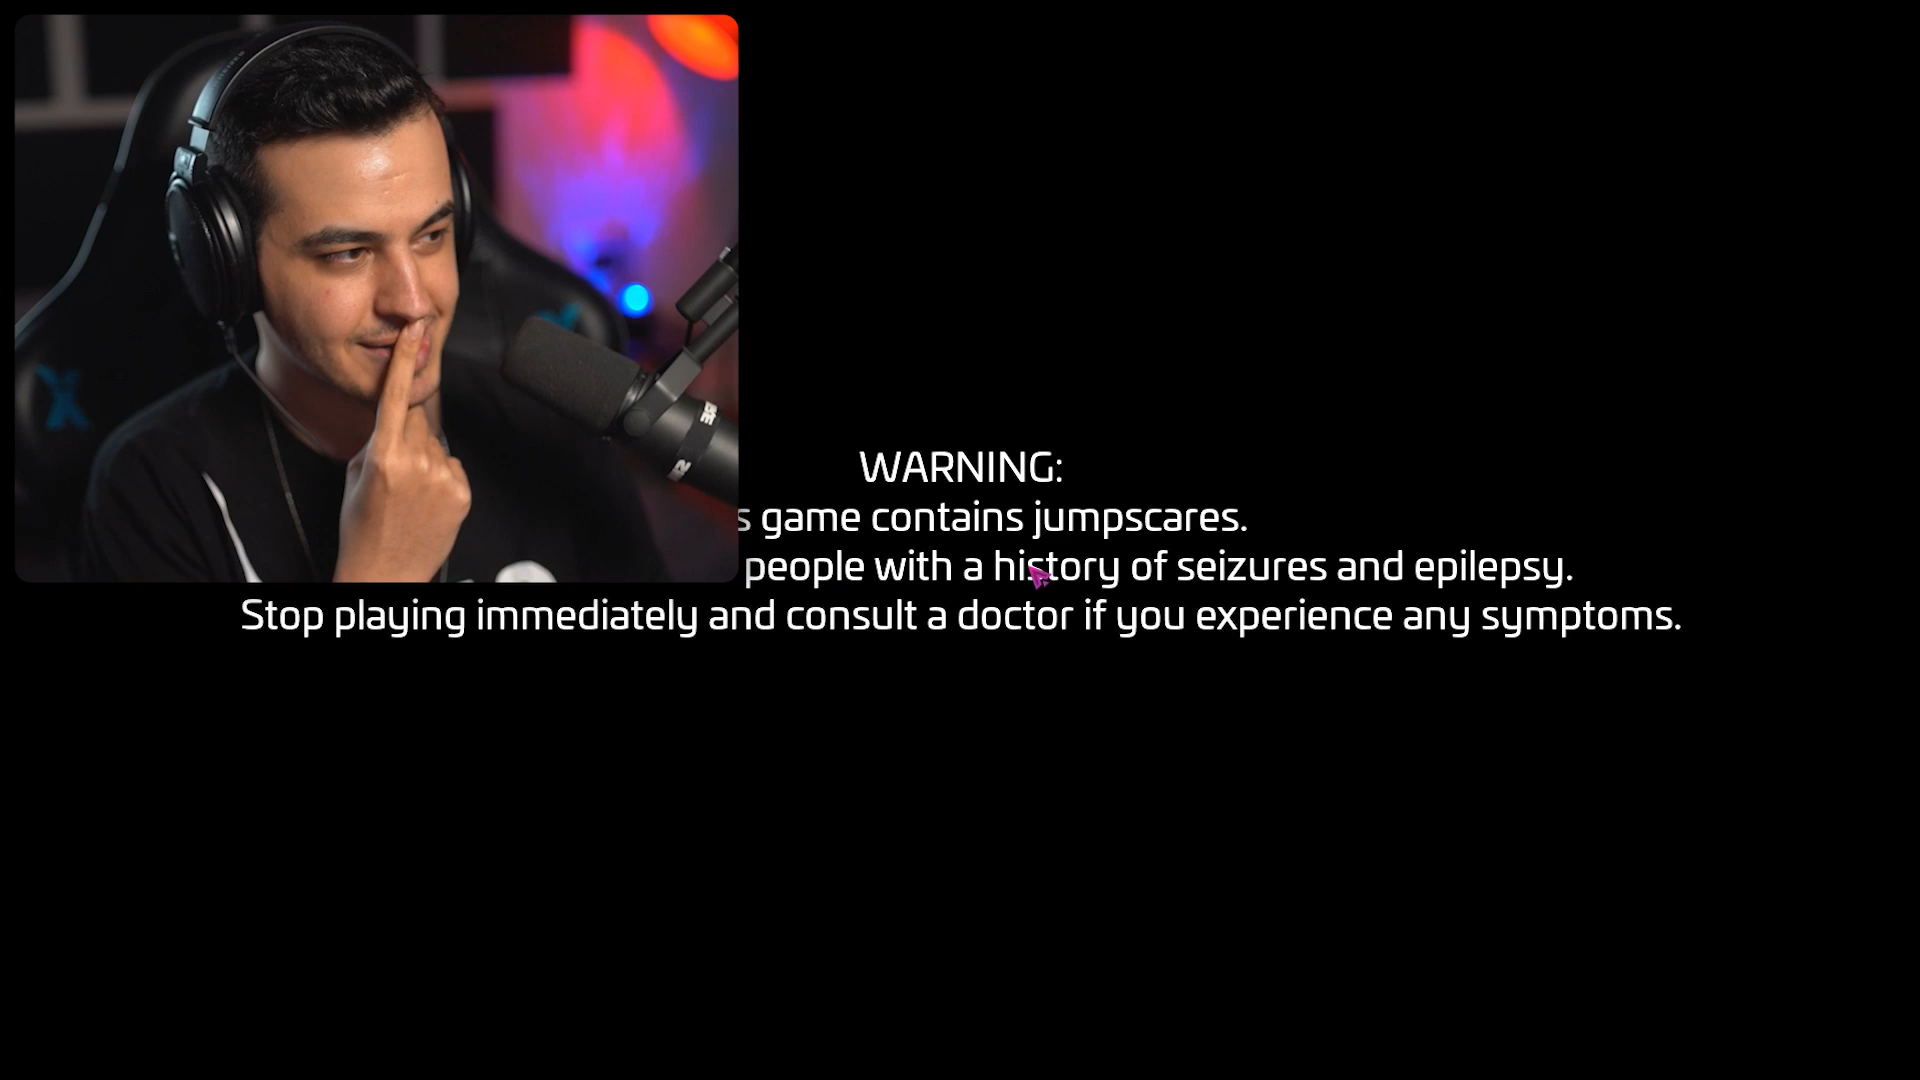 WARNING:
s game contains jumpscares.
people with a history of seizures and epilepsy.
Stop playing immediately and consult a doctor if you experience any symptoms.